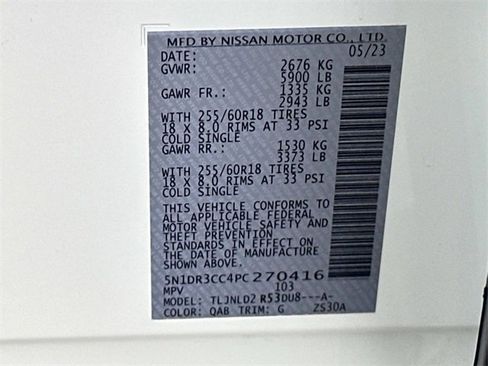 MFD BY NISSAN MOTOR CO., LTD.
DATE: 05/23
GVWR: 2676 KG
5900 LB
GAWR FR.: 1335 KG
2943 LB
WITH 255/60R18 TIRES
18 X 8.0 RIMS AT 33 PSI
COLD SINGLE
GAWR RR.: 1530 KG
3373 LB
WITH 255/60R18 TIRES
18 X 8.0 RIMS AT 33 PSI
COLD SINGLE
THIS VEHICLE CONFORMS TO
ALL APPLICABLE FEDERAL
MOTOR VEHICLE SAFETY AND
THEFT PREVENTION
STANDARDS IN EFFECT ON
THE DATE OF MANUFACTURE
SHOWN ABOVE.
5N1DR3CC4PC270416
MPV 103
MODEL: TLJNLD2 R53DU8---A-
COLOR: QAB TRIM: G ZS30A